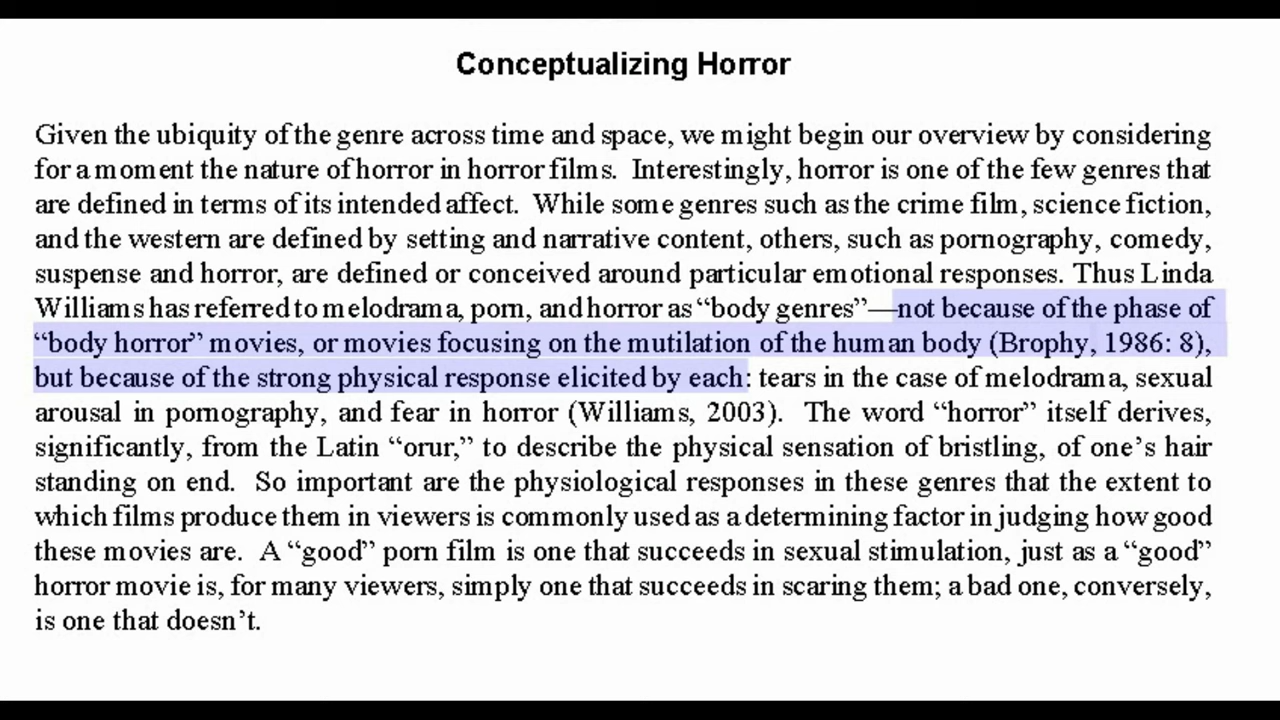 Conceptualizing Horror
Given the ubiquity of the genre across time and space, we might begin our overview by considering
for a moment the nature of horror in horror films. Interestingly, horror is one of the few genres that
are defined in terms of its intended affect. While some genres such as the crime film, science fiction,
and the western are defined by setting and narrative content, others, such as pornography, comedy,
suspense and horror, are defined or conceived around particular emotional responses. Thus Linda
Williams has referred to melodrama, porn, and horror as “body genres”—not because of the phase of
“body horror” movies, or movies focusing on the mutilation of the human body (Brophy, 1986: 8),
but because of the strong physical response elicited by each: tears in the case of melodrama, sexual
arousal in pornography, and fear in horror (Williams, 2003). The word “horror” itself derives,
significantly, from the Latin “orur,” to describe the physical sensation of bristling, of one’s hair
standing on end. So important are the physiological responses in these genres that the extent to
which films produce them in viewers is commonly used as a determining factor in judging how good
these movies are. A “good” porn film is one that succeeds in sexual stimulation, just as a “good”
horror movie is, for many viewers, simply one that succeeds in scaring them; a bad one, conversely,
is one that doesn’t.